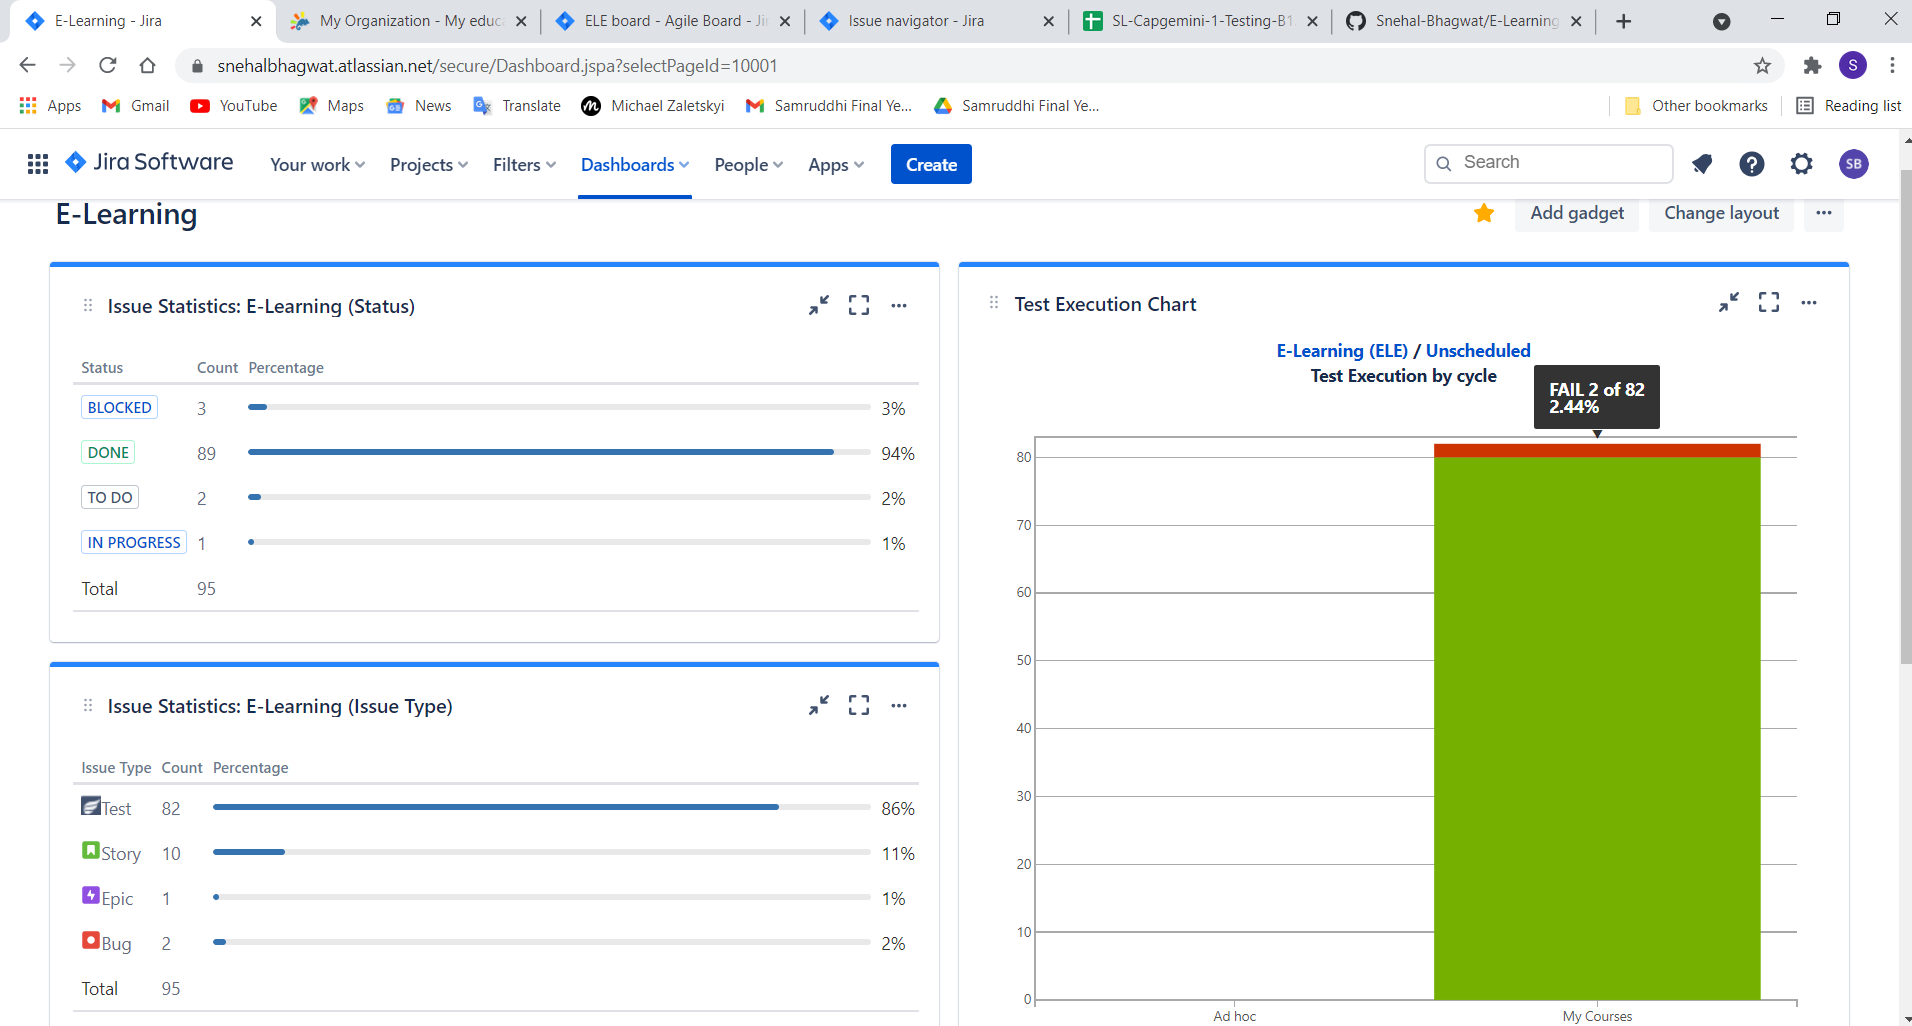 E-Learning - Jira
My Organization - My educ
ELE board - Agile Board - Ji
Issue navigator - Jira
SL-Capgemini-1-Testing-B1
Snehal-Bhagwat/E-Learning
snehalbhagwat.atlassian.net/secure/Dashboard.jspa?selectPageId=10001
S
Apps
Gmail
YouTube
Maps
News
Translate
Michael Zaletskyi
Samruddhi Final Ye...
Samruddhi Final Ye...
Other bookmarks
Reading list
Jira Software
Your work
Projects
Filters
Dashboards
People
Apps
Create
Search
SB
E-Learning
Add gadget
Change layout
Issue Statistics: E-Learning (Status)
Status Count Percentage
BLOCKED 3 3%
DONE 89 94%
TO DO 2 2%
IN PROGRESS 1 1%
Total 95
Issue Statistics: E-Learning (Issue Type)
Issue Type Count Percentage
Test 82 86%
Story 10 11%
Epic 1 1%
Bug 2 2%
Total 95
Test Execution Chart
E-Learning (ELE) / Unscheduled
Test Execution by cycle
FAIL 2 of 82
2.44%
80
70
60
50
40
30
20
10
0
Ad hoc
My Courses